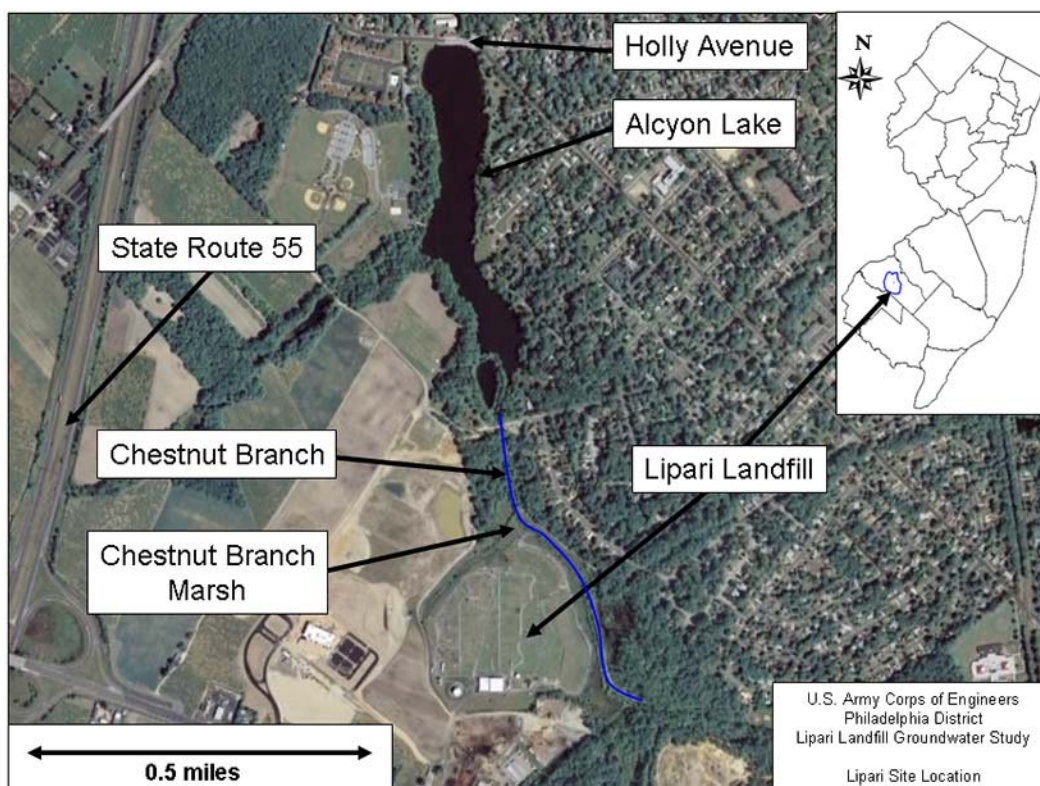 Holly Avenue
Alcyon Lake
N
State Route 55
Chestnut Branch
Lipari Landfill
Chestnut Branch
Marsh
0.5 miles
U.S. Army Corps of Engineers
Philadelphia District
Lipari Landfill Groundwater Study
Lipari Site Location